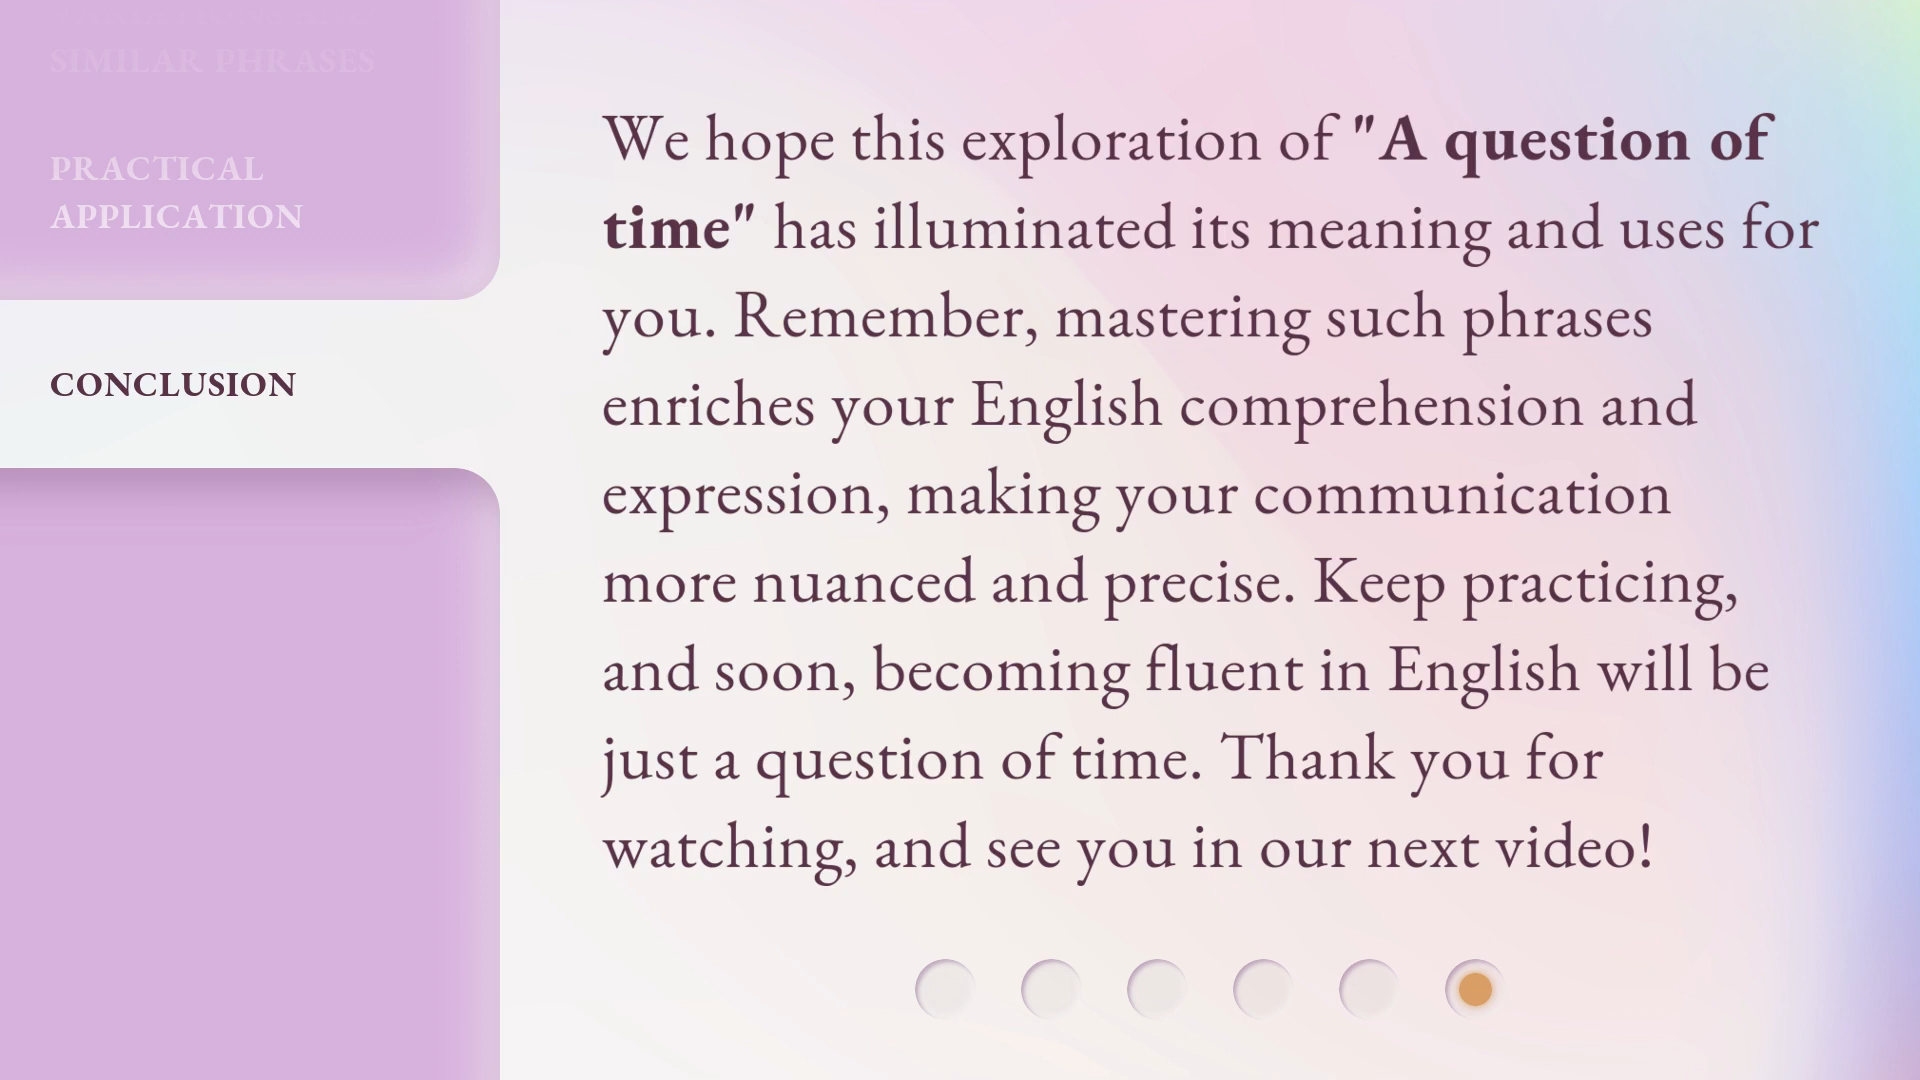 SIMILAR PHRASES
PRACTICAL
APPLICATION
CONCLUSION
We hope this exploration of "A question of
time" has illuminated its meaning and uses for
you. Remember, mastering such phrases
enriches your English comprehension and
expression, making your communication
more nuanced and precise. Keep practicing,
and soon, becoming fluent in English will be
just a question of time. Thank you for
watching, and see you in our next video!